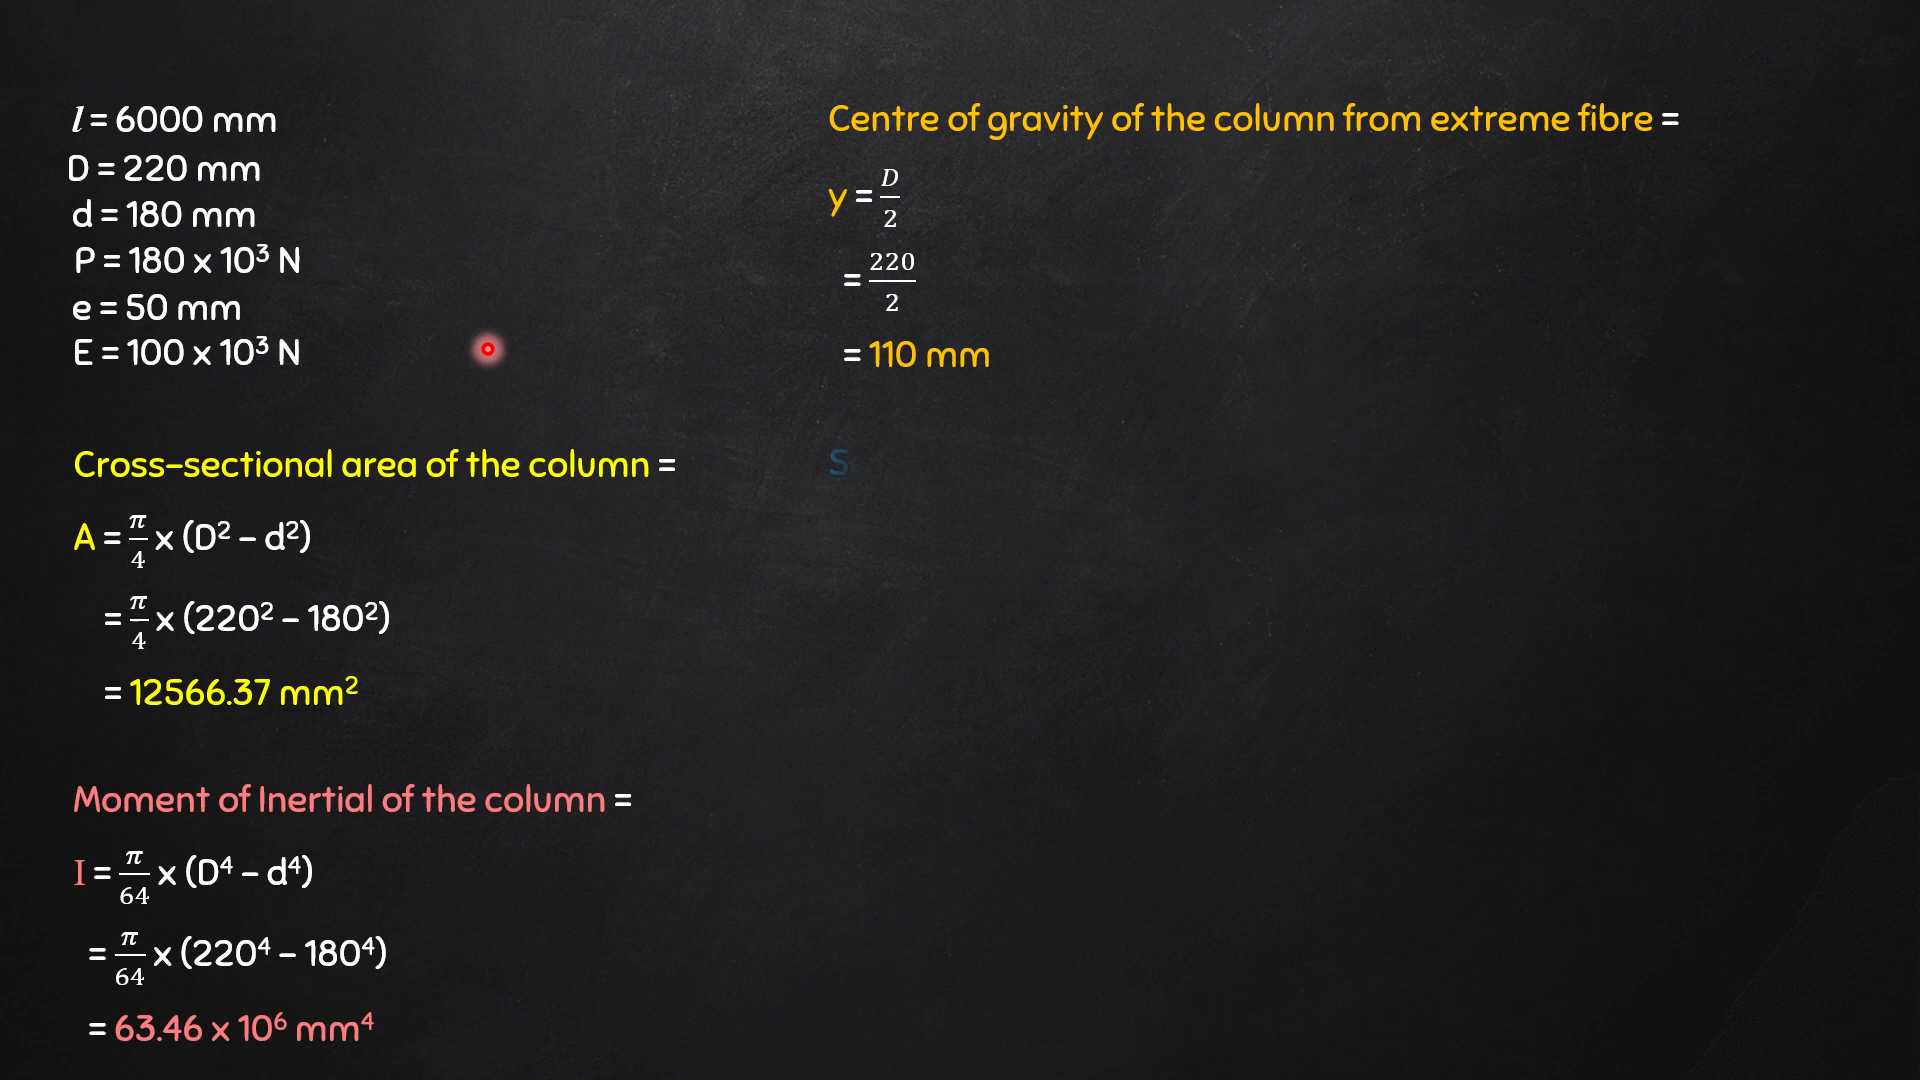 l = 6000 mm
D = 220 mm
d = 180 mm
P = 180 x 10³ N
e = 50 mm
E = 100 x 10³ N
Cross-sectional area of the column =
A = π/4 x (D² – d²)
= π/4 x (220² – 180²)
= 12566.37 mm²
Moment of Inertial of the column =
I = π/64 x (D⁴ – d⁴)
= π/64 x (220⁴ – 180⁴)
= 63.46 x 10⁶ mm⁴
Centre of gravity of the column from extreme fibre =
y = D/2
= 220/2
= 110 mm
S